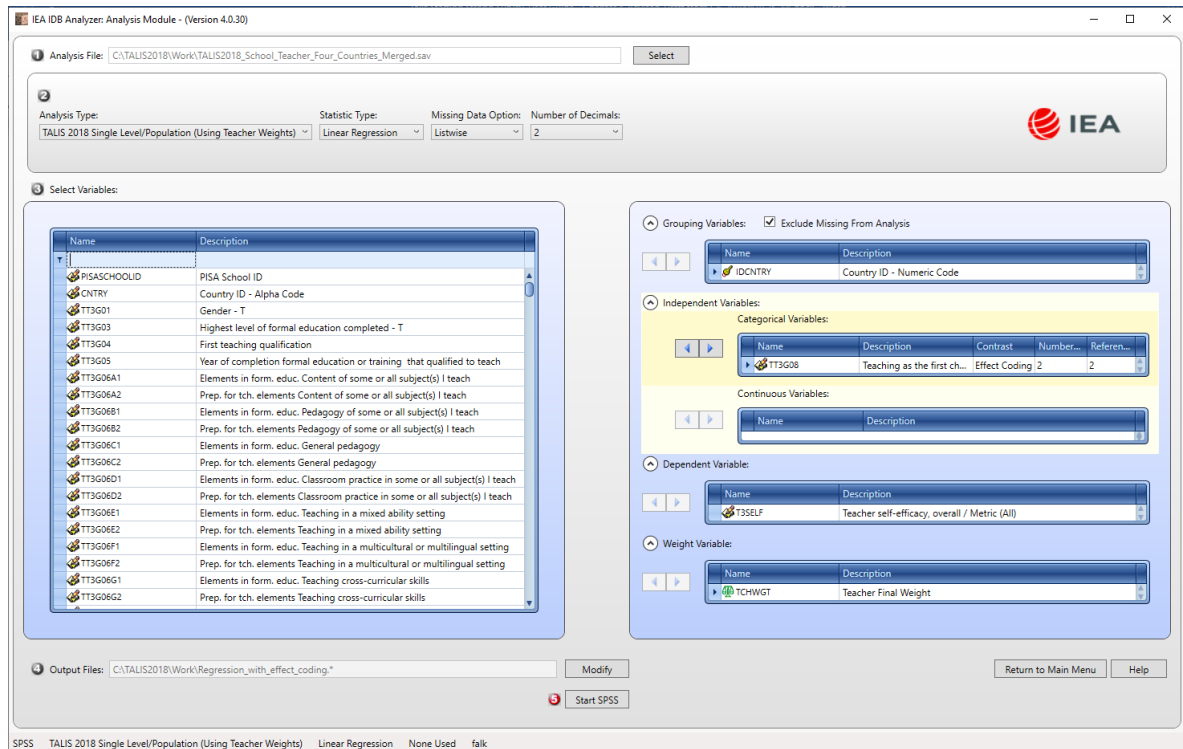 IEA IDB Analyzer: Analysis Module - (Version 4.0.30)
1 Analysis File: C:\TALIS2018\Work\TALIS2018_School_Teacher_Four_Countries_Merged.sav Select
2
Analysis Type: Statistic Type: Missing Data Option: Number of Decimals:
TALIS 2018 Single Level/Population (Using Teacher Weights) Linear Regression Listwise 2
IEA
3 Select Variables:
Name Description
PISASCHOOLID PISA School ID
CNTRY Country ID - Alpha Code
TT3G01 Gender - T
TT3G03 Highest level of formal education completed - T
TT3G04 First teaching qualification
TT3G05 Year of completion formal education or training that qualified to teach
TT3G06A1 Elements in form. educ. Content of some or all subject(s) I teach
TT3G06A2 Prep. for tch. elements Content of some or all subject(s) I teach
TT3G06B1 Elements in form. educ. Pedagogy of some or all subject(s) I teach
TT3G06B2 Prep. for tch. elements Pedagogy of some or all subject(s) I teach
TT3G06C1 Elements in form. educ. General pedagogy
TT3G06C2 Prep. for tch. elements General pedagogy
TT3G06D1 Elements in form. educ. Classroom practice in some or all subject(s) I teach
TT3G06D2 Prep. for tch. elements Classroom practice in some or all subject(s) I teach
TT3G06E1 Elements in form. educ. Teaching in a mixed ability setting
TT3G06E2 Prep. for tch. elements Teaching in a mixed ability setting
TT3G06F1 Elements in form. educ. Teaching in a multicultural or multilingual setting
TT3G06F2 Prep. for tch. elements Teaching in a multicultural or multilingual setting
TT3G06G1 Elements in form. educ. Teaching cross-curricular skills
TT3G06G2 Prep. for tch. elements Teaching cross-curricular skills
Grouping Variables: Exclude Missing From Analysis
Name Description
IDCNTRY Country ID - Numeric Code
Independent Variables:
Categorical Variables:
Name Description Contrast Number... Referen...
TT3G08 Teaching as the first ch... Effect Coding 2 2
Continuous Variables:
Name Description
Dependent Variable:
Name Description
T3SELF Teacher self-efficacy, overall / Metric (All)
Weight Variable:
Name Description
TCHWGT Teacher Final Weight
4 Output Files: C:\TALIS2018\Work\Regression_with_effect_coding.* Modify Return to Main Menu Help
5 Start SPSS
SPSS TALIS 2018 Single Level/Population (Using Teacher Weights) Linear Regression None Used falk